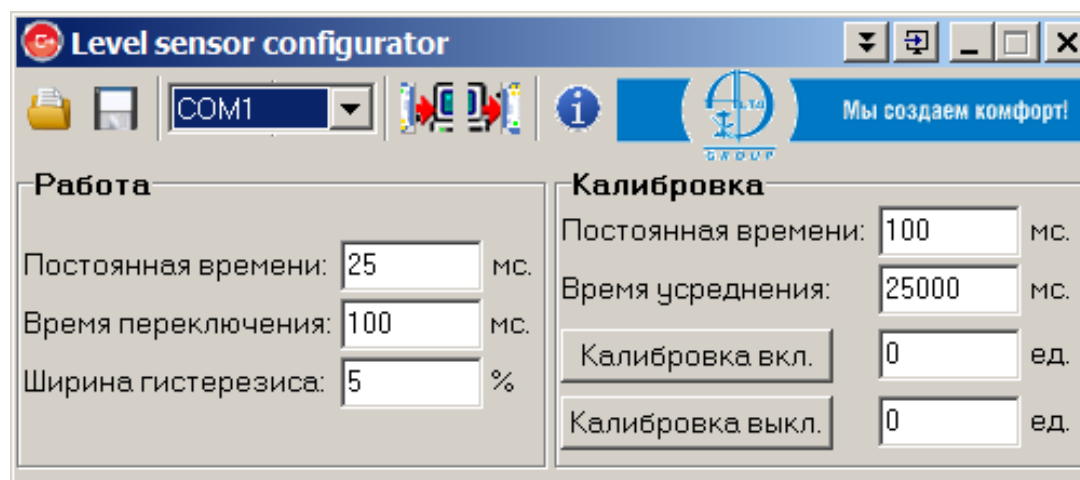 Level sensor configurator
COM1
Мы создаем комфорт!
GROUP
Работа
Постоянная времени: 25 мс.
Время переключения: 100 мс.
Ширина гистерезиса: 5 %
Калибровка
Постоянная времени: 100 мс.
Время усреднения: 25000 мс.
Калибровка вкл. 0 ед.
Калибровка выкл. 0 ед.